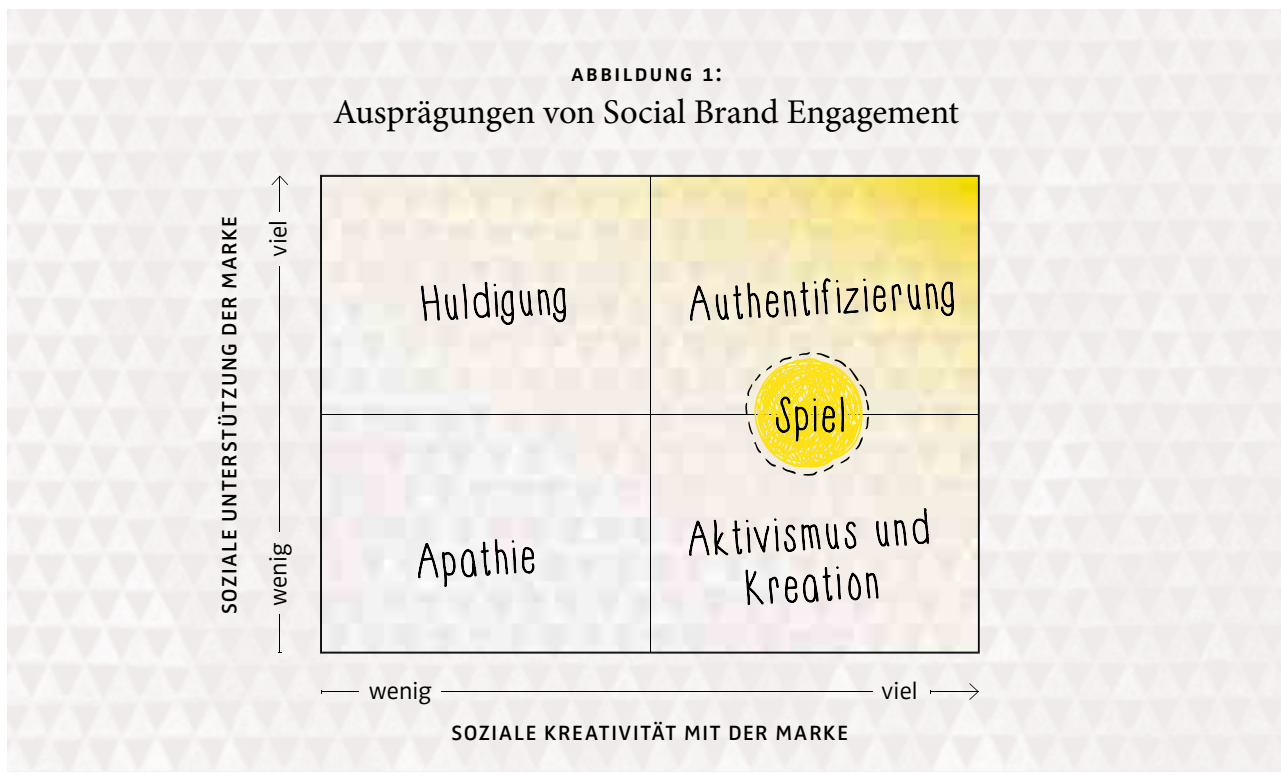 ABBILDUNG 1:
Ausprägungen von Social Brand Engagement
SOZIALE UNTERSTÜTZUNG DER MARKE
viel
wenig
Huldigung
Authentifizierung
Spiel
Apathie
Aktivismus und
Kreation
wenig
viel
SOZIALE KREATIVITÄT MIT DER MARKE